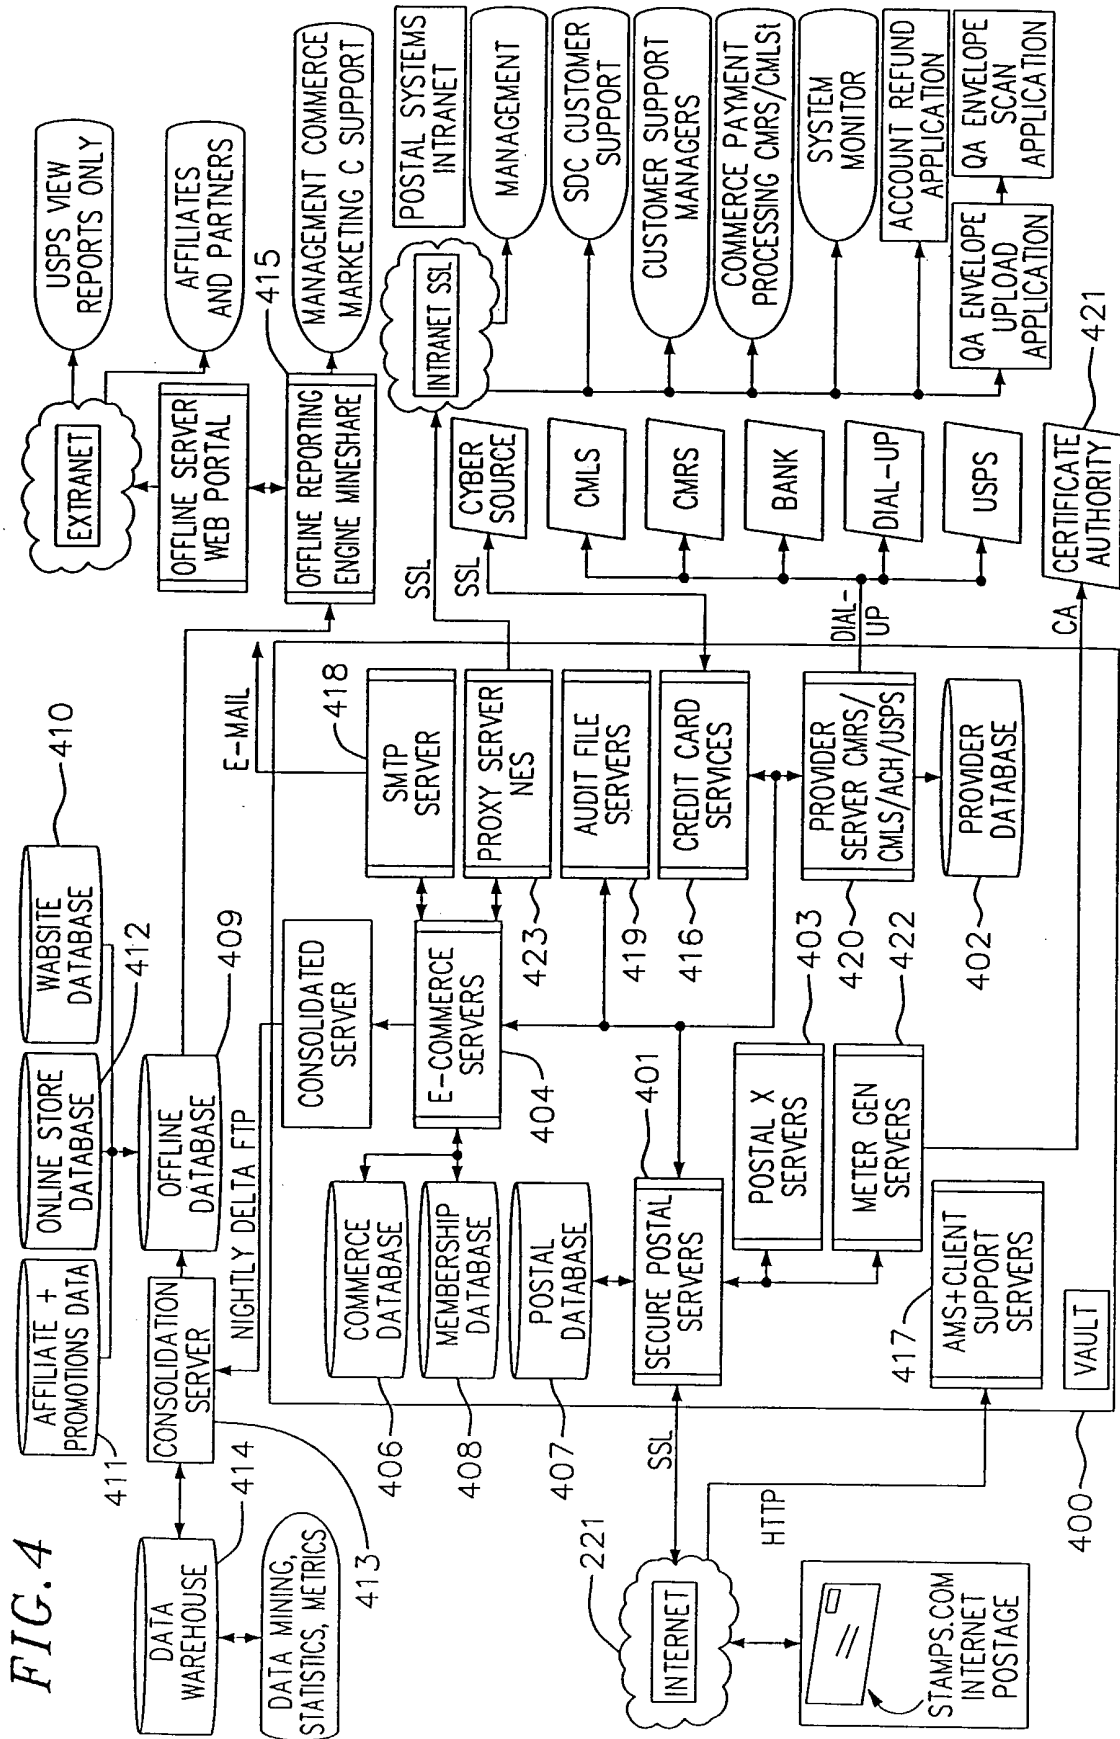 FIG. 4
AFFILIATE +
PROMOTIONS DATA
411
ONLINE STORE
DATABASE
412
WABSITE
DATABASE
410
DATA
WAREHOUSE
414
CONSOLIDATION
SERVER
413
OFFLINE
DATABASE
409
DATA MINING,
STATISTICS, METRICS
NIGHTLY DELTA FTP
E-MAIL
EXTRANET
USPS VIEW
REPORTS ONLY
AFFILIATES
AND PARTNERS
OFFLINE SERVER
WEB PORTAL
415
OFFLINE REPORTING
ENGINE MINESHARE
MANAGEMENT COMMERCE
MARKETING C SUPPORT
COMMERCE
DATABASE
406
MEMBERSHIP
DATABASE
408
POSTAL
DATABASE
407
CONSOLIDATED
SERVER
E-COMMERCE
SERVERS
404
SMTP
SERVER
418
PROXY SERVER
NES
423
AUDIT FILE
SERVERS
419
CREDIT CARD
SERVICES
416
PROVIDER
SERVER CMRS/
CMLS/ACH/USPS
420
PROVIDER
DATABASE
402
SECURE POSTAL
SERVERS
401
POSTAL X
SERVERS
403
METER GEN
SERVERS
422
AMS+CLIENT
SUPPORT
SERVERS
417
VAULT
400
INTERNET
221
SSL
HTTP
STAMPS.COM
INTERNET
POSTAGE
SSL
SSL
INTRANET SSL
POSTAL SYSTEMS
INTRANET
MANAGEMENT
SDC CUSTOMER
SUPPORT
CUSTOMER SUPPORT
MANAGERS
COMMERCE PAYMENT
PROCESSING CMRS/CMLSt
SYSTEM
MONITOR
ACCOUNT REFUND
APPLICATION
QA ENVELOPE
UPLOAD
APPLICATION
QA ENVELOPE
SCAN
APPLICATION
CYBER
SOURCE
CMLS
CMRS
BANK
DIAL-UP
USPS
DIAL-
UP
CA
CERTIFICATE
AUTHORITY
421